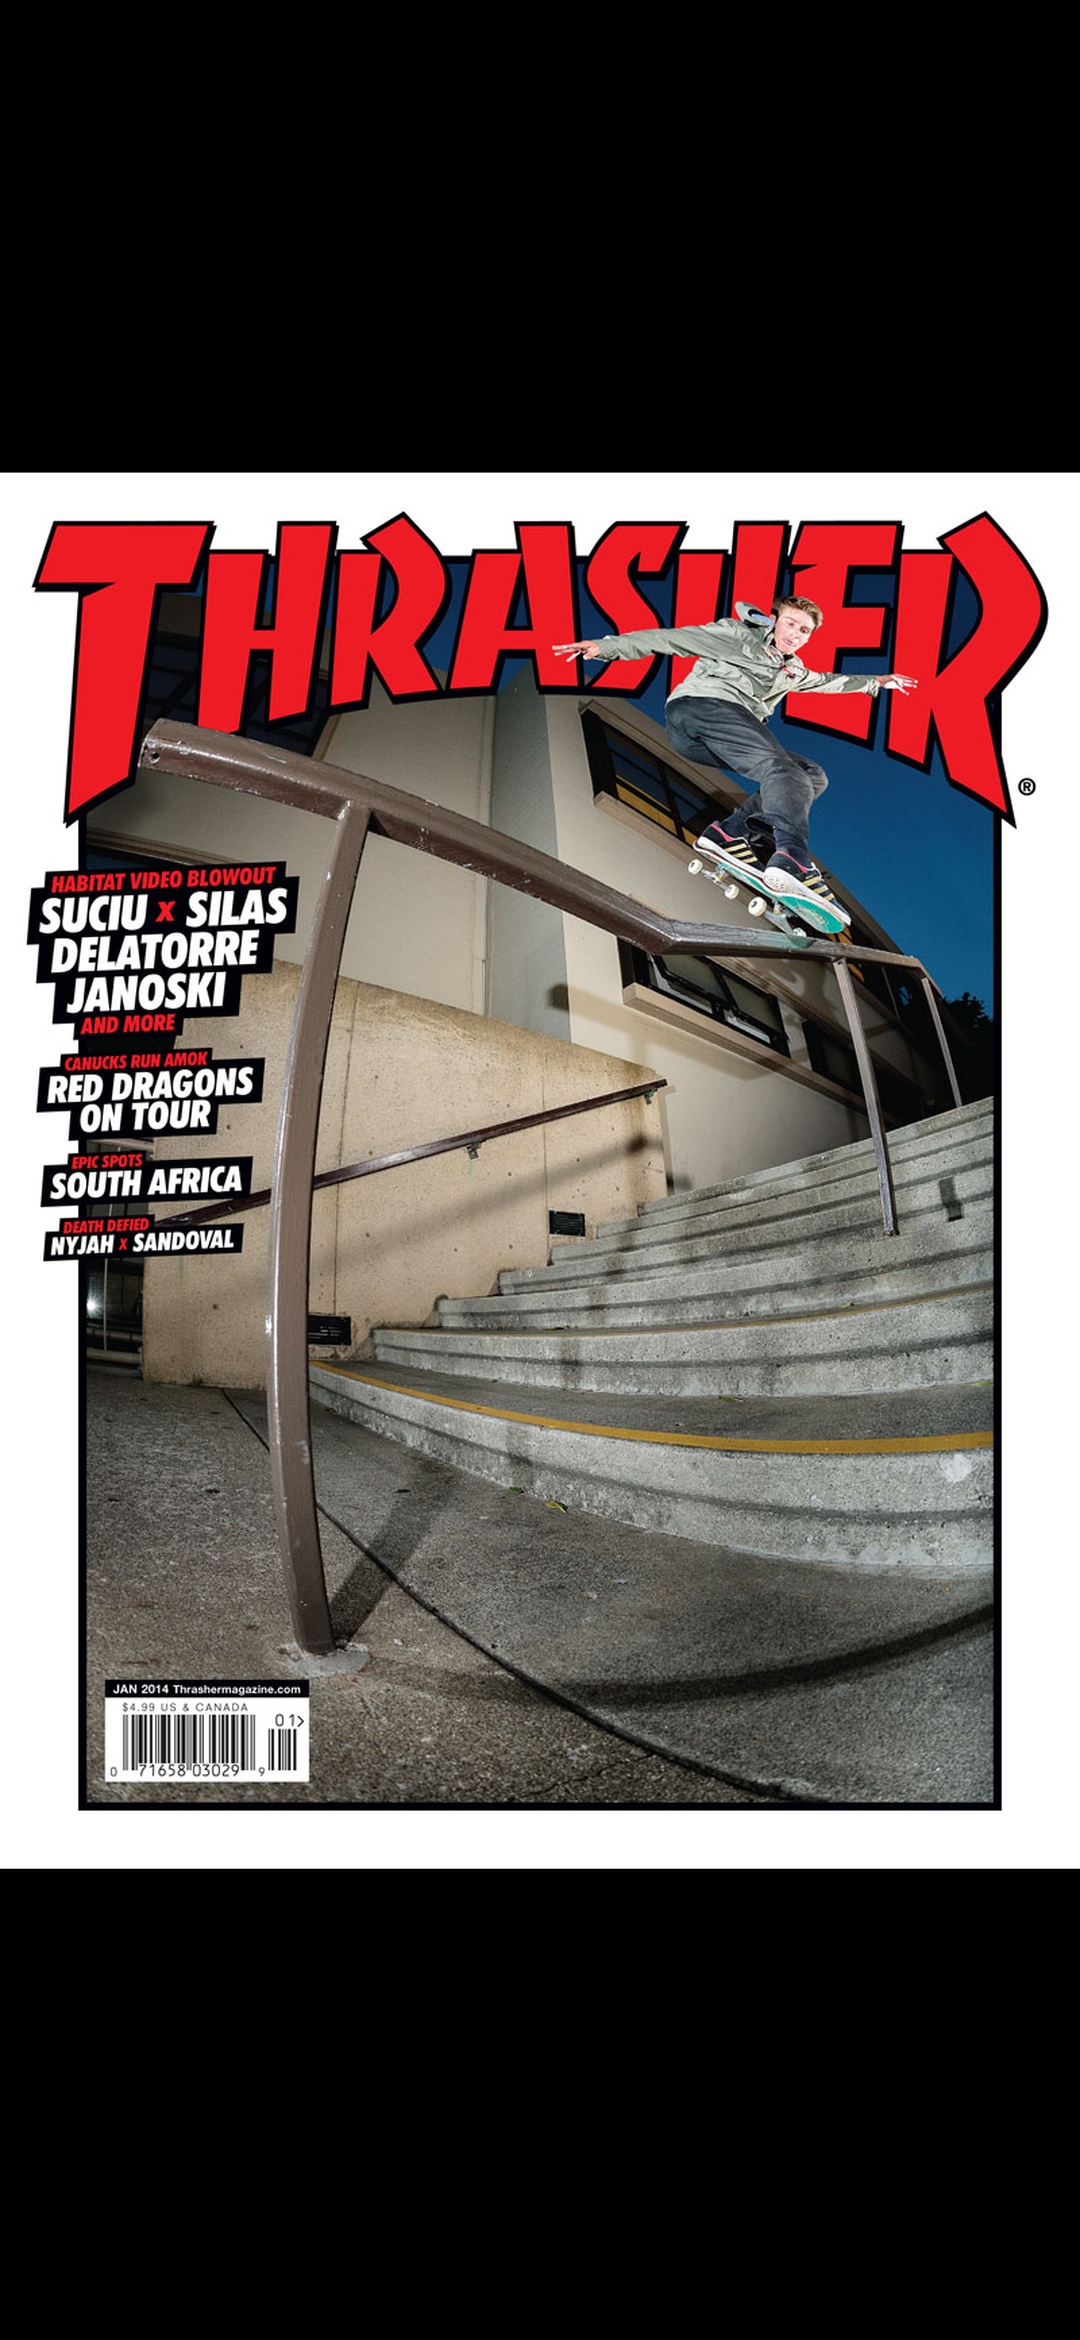 THRASHER
®
HABITAT VIDEO BLOWOUT
SUCIU X SILAS
DELATORRE
JANOSKI
AND MORE
CANUCKS RUN AMOK
RED DRAGONS
ON TOUR
EPIC SPOTS
SOUTH AFRICA
DEATH DEFIED
NYJAH X SANDOVAL
JAN 2014 Thrashermagazine.com
$4.99 US & CANADA
01>
0 71658 03029 9